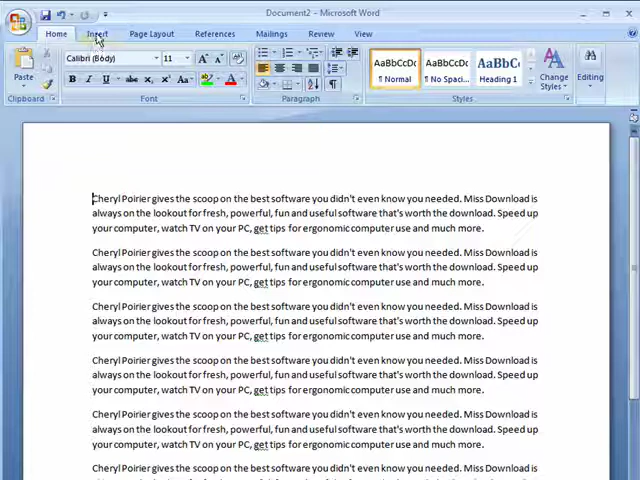 Document2 - Microsoft Word
Home Insert Page Layout References Mailings Review View
Calibri (Body) 11
Paste
B I U abe x₂ x² Aa
AaBbCcDc AaBbCcDc AaBbCc
¶ Normal ¶ No Spaci... Heading 1
Change Styles
Editing
Clipboard Font Paragraph Styles
Cheryl Poirier gives the scoop on the best software you didn't even know you needed. Miss Download is
always on the lookout for fresh, powerful, fun and useful software that's worth the download. Speed up
your computer, watch TV on your PC, get tips for ergonomic computer use and much more.
Cheryl Poirier gives the scoop on the best software you didn't even know you needed. Miss Download is
always on the lookout for fresh, powerful, fun and useful software that's worth the download. Speed up
your computer, watch TV on your PC, get tips for ergonomic computer use and much more.
Cheryl Poirier gives the scoop on the best software you didn't even know you needed. Miss Download is
always on the lookout for fresh, powerful, fun and useful software that's worth the download. Speed up
your computer, watch TV on your PC, get tips for ergonomic computer use and much more.
Cheryl Poirier gives the scoop on the best software you didn't even know you needed. Miss Download is
always on the lookout for fresh, powerful, fun and useful software that's worth the download. Speed up
your computer, watch TV on your PC, get tips for ergonomic computer use and much more.
Cheryl Poirier gives the scoop on the best software you didn't even know you needed. Miss Download is
always on the lookout for fresh, powerful, fun and useful software that's worth the download. Speed up
your computer, watch TV on your PC, get tips for ergonomic computer use and much more.
Cheryl Poirier gives the scoop on the best software you didn't even know you needed. Miss Download is